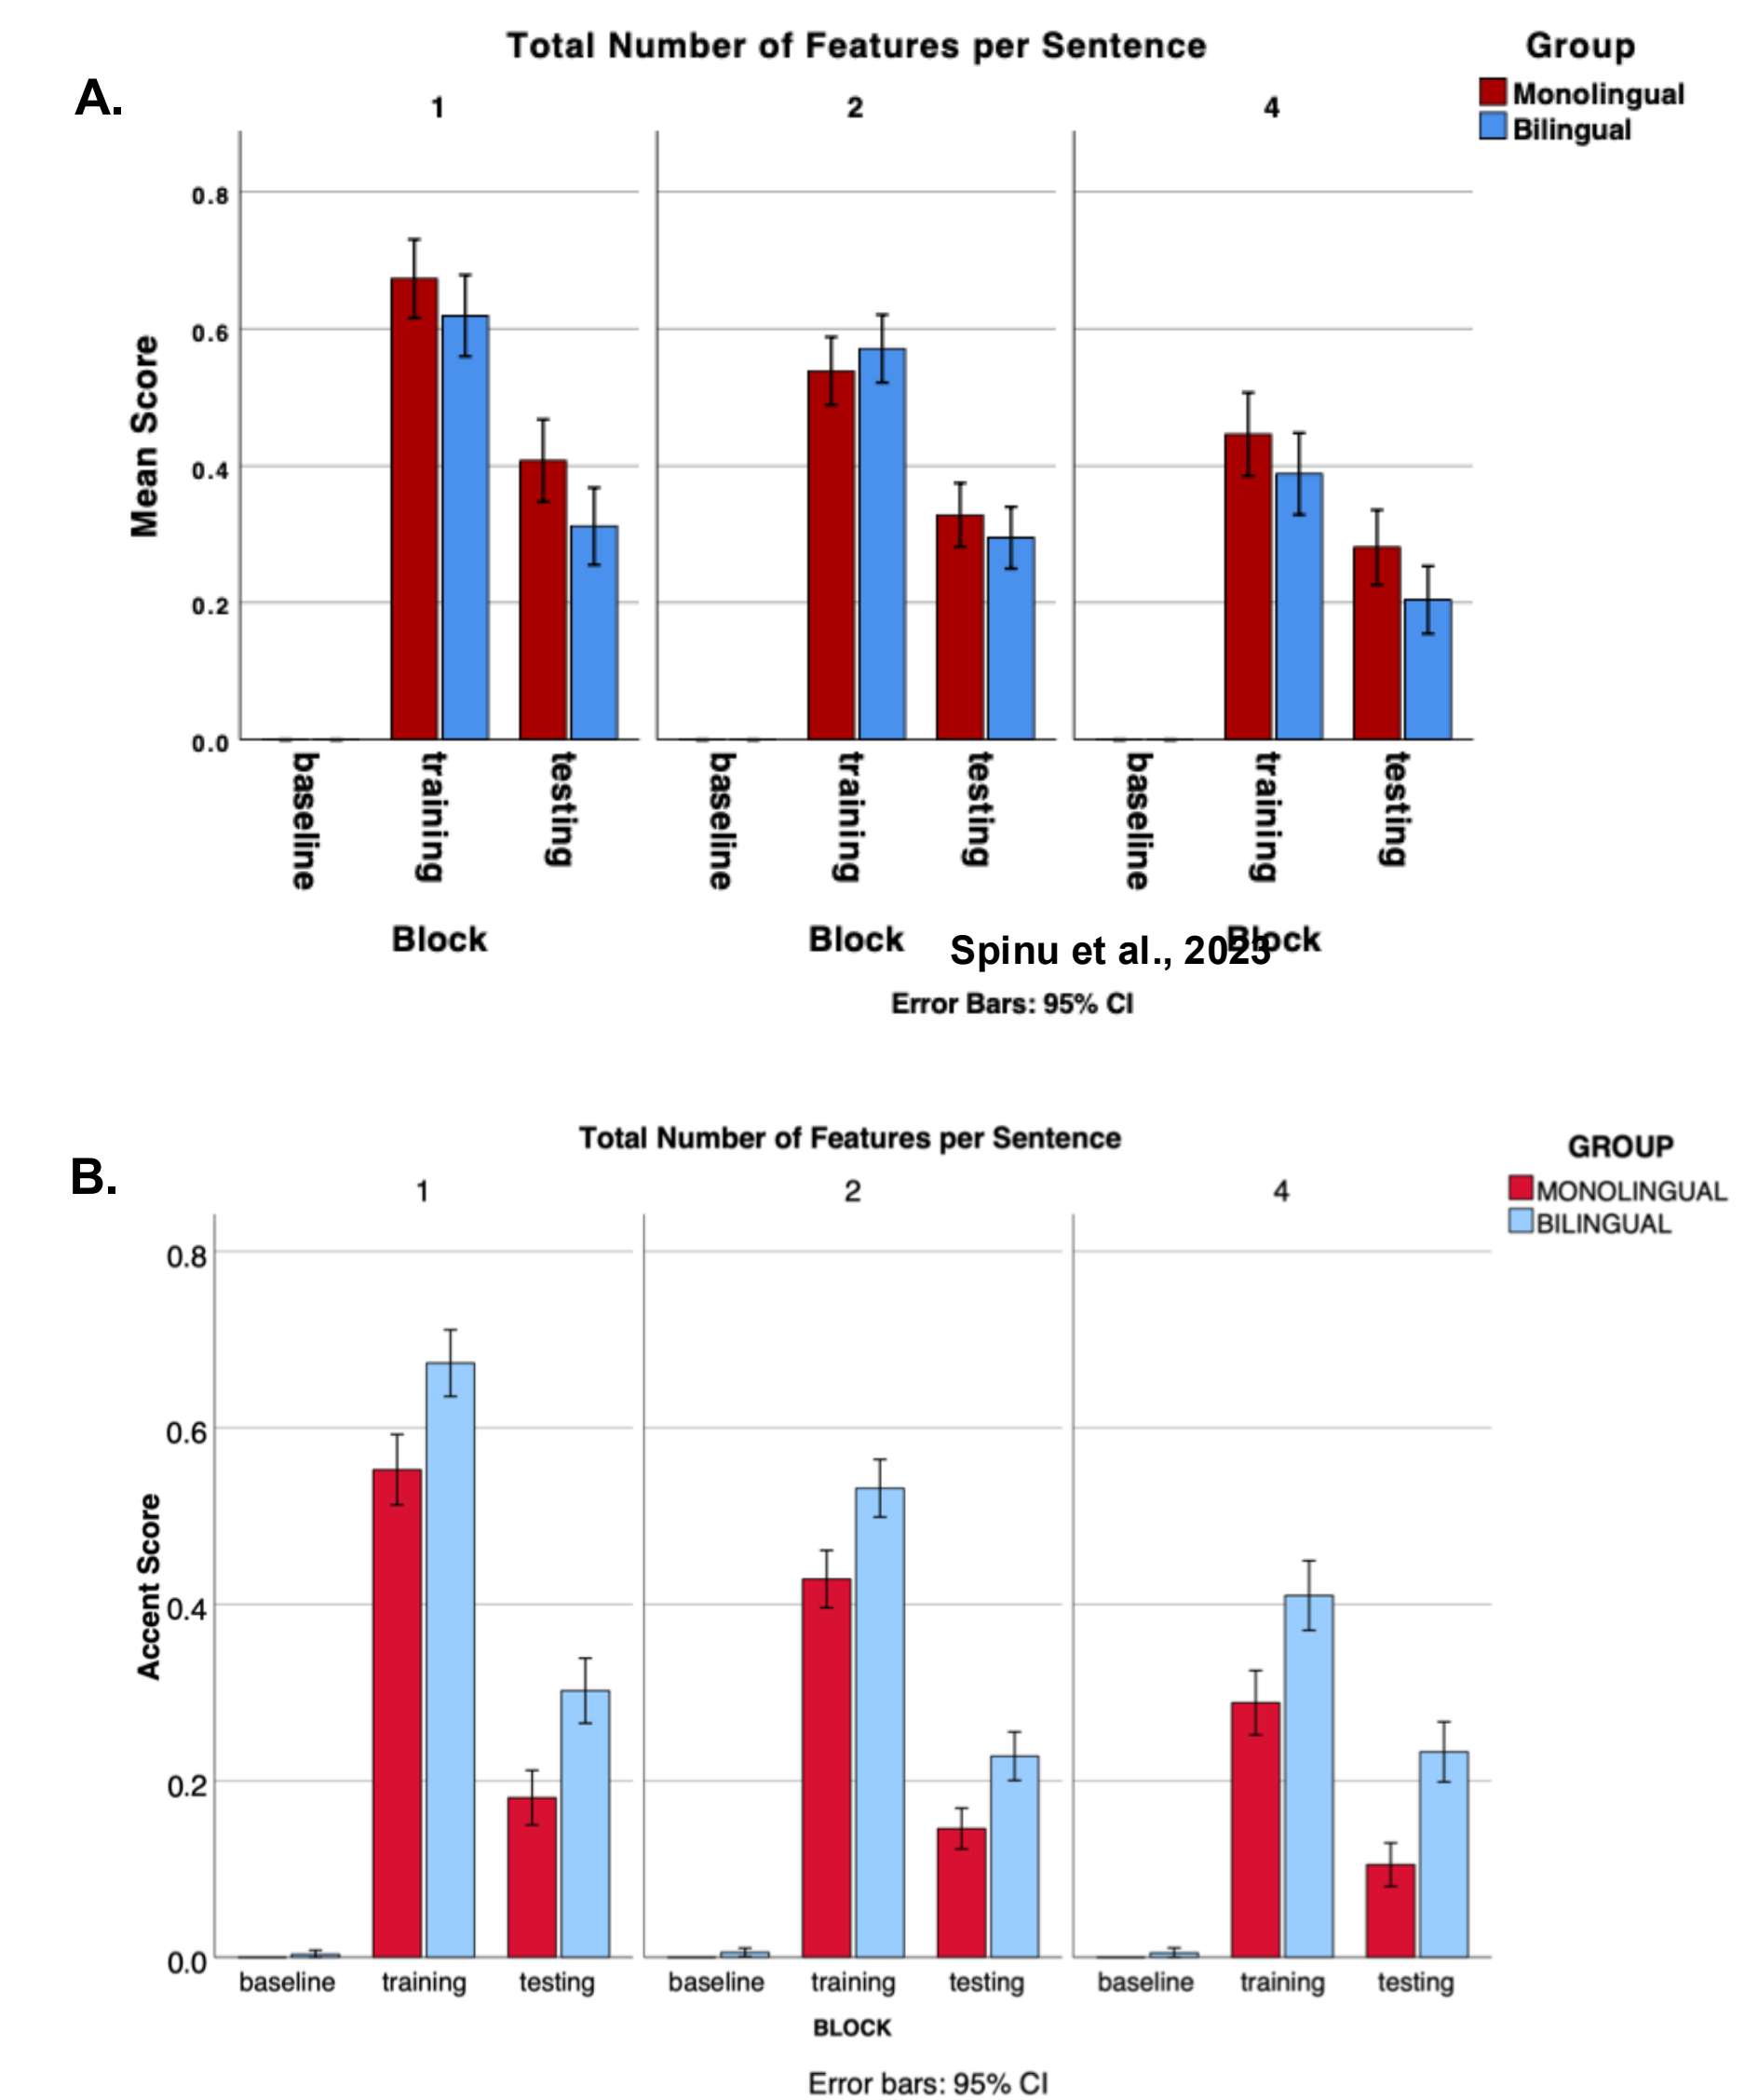 A.
Total Number of Features per Sentence
Group
Monolingual
Bilingual
1 2 4
Mean Score
0.8
0.6
0.4
0.2
0.0
baseline training testing baseline training testing baseline training testing
Block Block Block
Spinu et al., 2023
Error Bars: 95% CI
B.
Total Number of Features per Sentence
GROUP
MONOLINGUAL
BILINGUAL
1 2 4
Accent Score
0.8
0.6
0.4
0.2
0.0
baseline training testing baseline training testing baseline training testing
BLOCK
Error bars: 95% CI